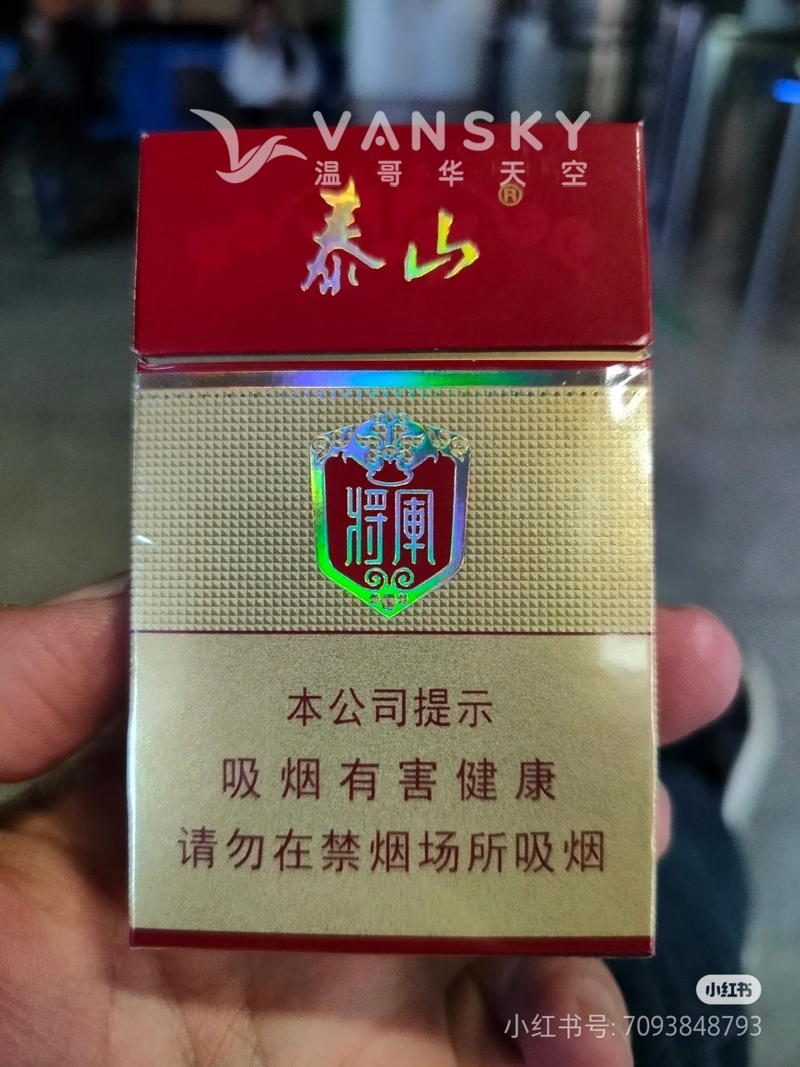 VANSKY
温哥华天空
泰山®
将军
本公司提示
吸烟有害健康
请勿在禁烟场所吸烟
小红书
小红书号: 7093848793